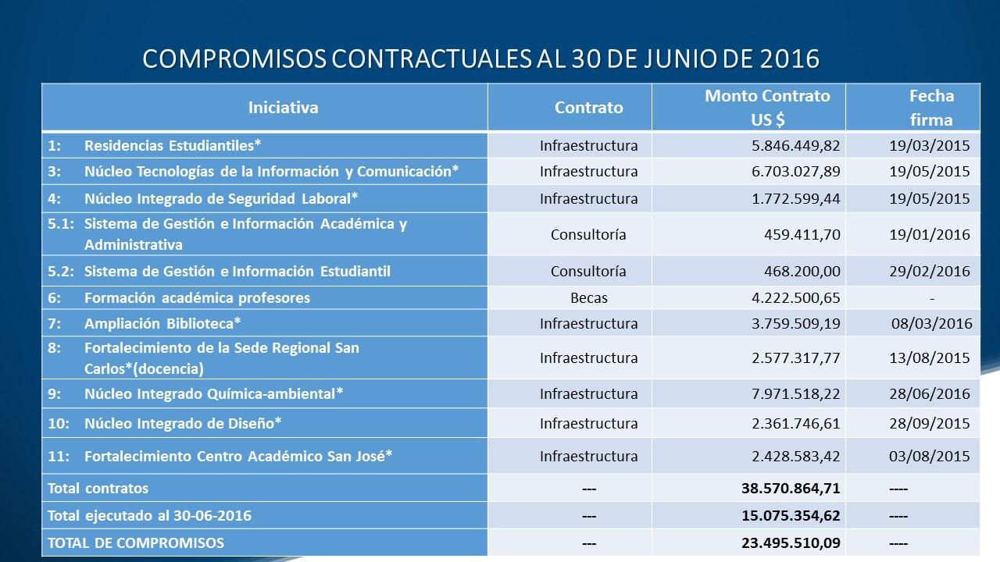 COMPROMISOS CONTRACTUALES AL 30 DE JUNIO DE 2016
Iniciativa Contrato Monto Contrato US $ Fecha firma
1: Residencias Estudiantiles* Infraestructura 5.846.449,82 19/03/2015
3: Núcleo Tecnologías de la Información y Comunicación* Infraestructura 6.703.027,89 19/05/2015
4: Núcleo Integrado de Seguridad Laboral* Infraestructura 1.772.599,44 19/05/2015
5.1: Sistema de Gestión e Información Académica y
Administrativa Consultoría 459.411,70 19/01/2016
5.2: Sistema de Gestión e Información Estudiantil Consultoría 468.200,00 29/02/2016
6: Formación académica profesores Becas 4.222.500,65 -
7: Ampliación Biblioteca* Infraestructura 3.759.509,19 08/03/2016
8: Fortalecimiento de la Sede Regional San
Carlos*(docencia) Infraestructura 2.577.317,77 13/08/2015
9: Núcleo Integrado Química-ambiental* Infraestructura 7.971.518,22 28/06/2016
10: Núcleo Integrado de Diseño* Infraestructura 2.361.746,61 28/09/2015
11: Fortalecimiento Centro Académico San José* Infraestructura 2.428.583,42 03/08/2015
Total contratos --- 38.570.864,71 ----
Total ejecutado al 30-06-2016 --- 15.075.354,62 ----
TOTAL DE COMPROMISOS --- 23.495.510,09 ----